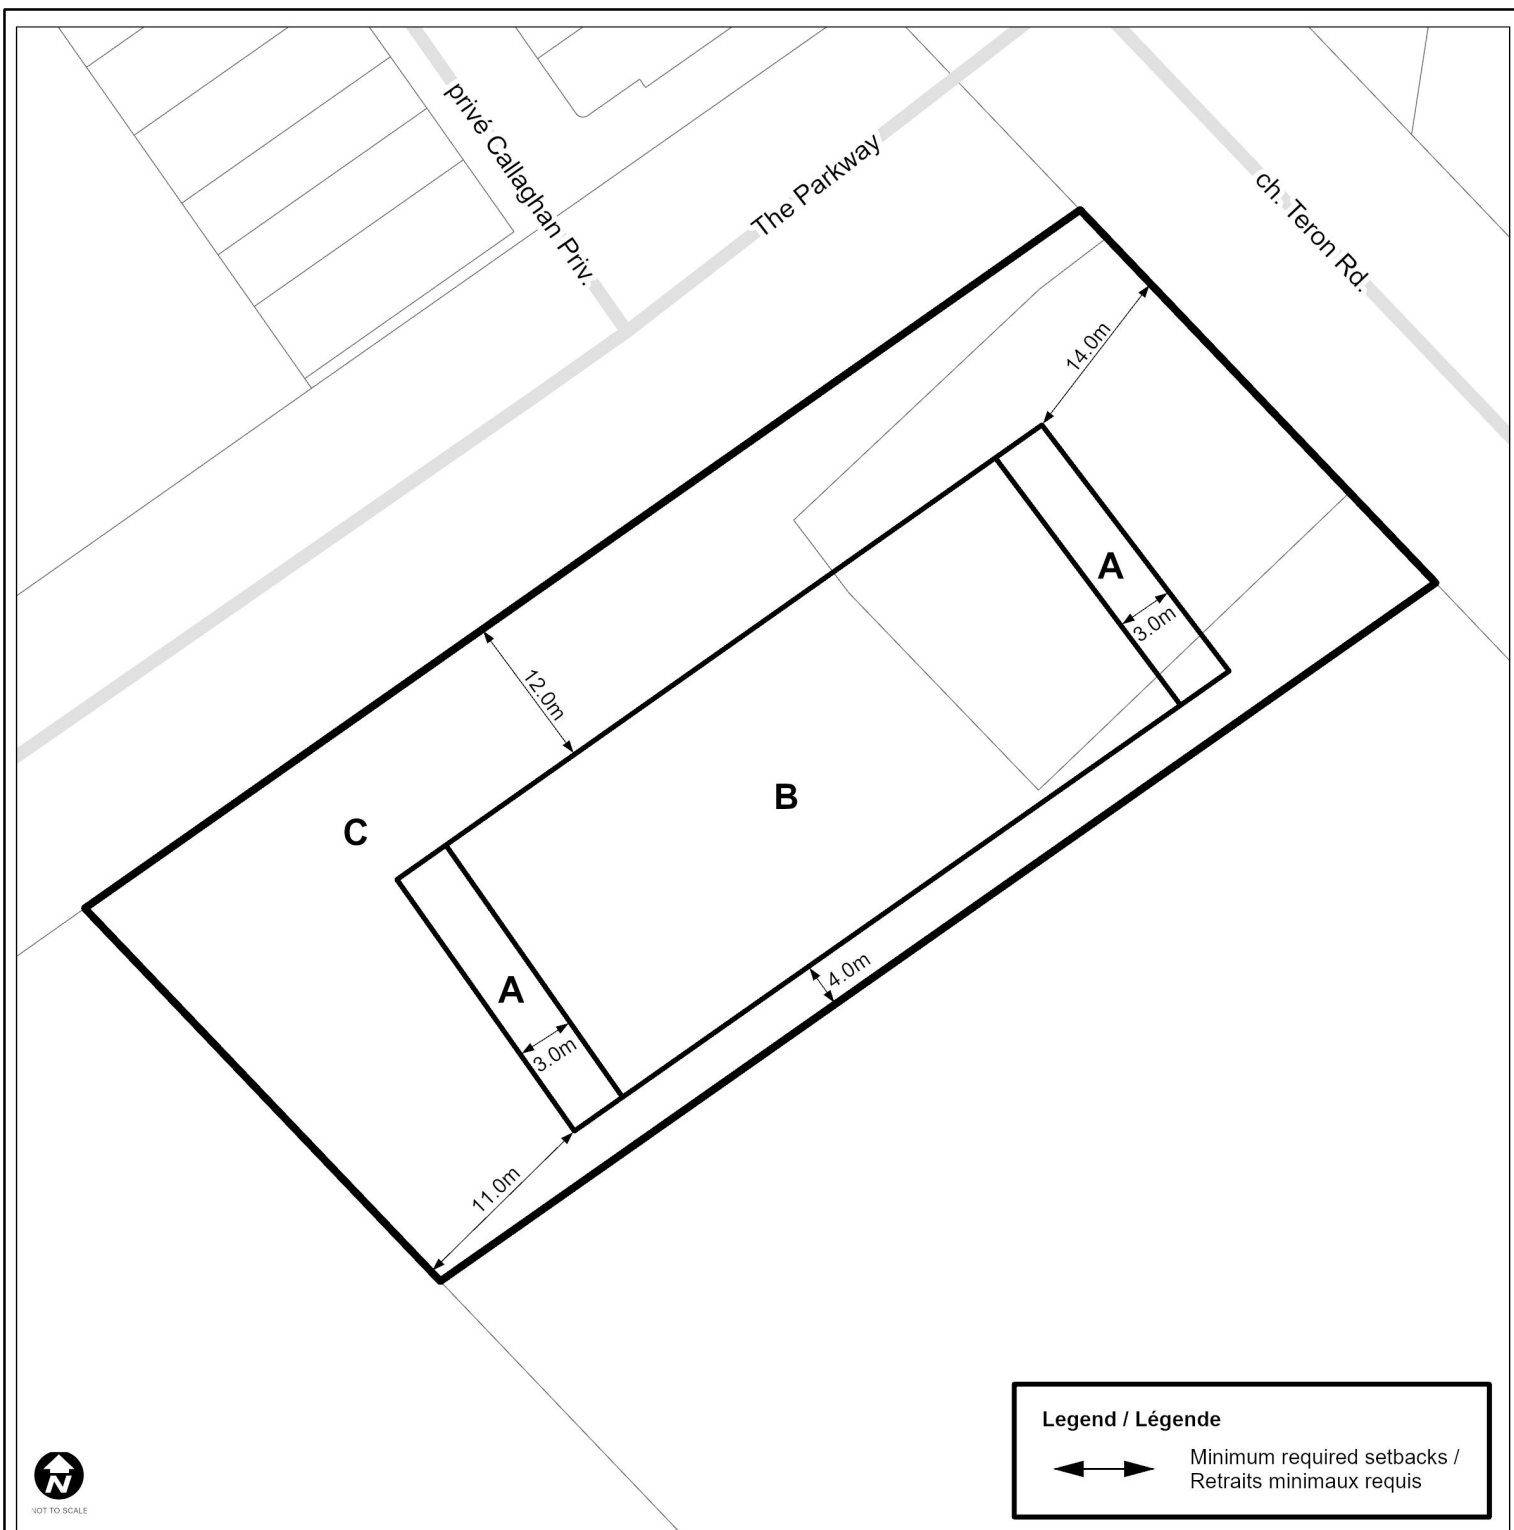 privé Callaghan Priv.
The Parkway
ch. Teron Rd.
14.0m
A
3.0m
12.0m
B
C
4.0m
A
3.0m
11.0m
Legend / Légende
Minimum required setbacks /
Retraits minimaux requis
N
NOT TO SCALE